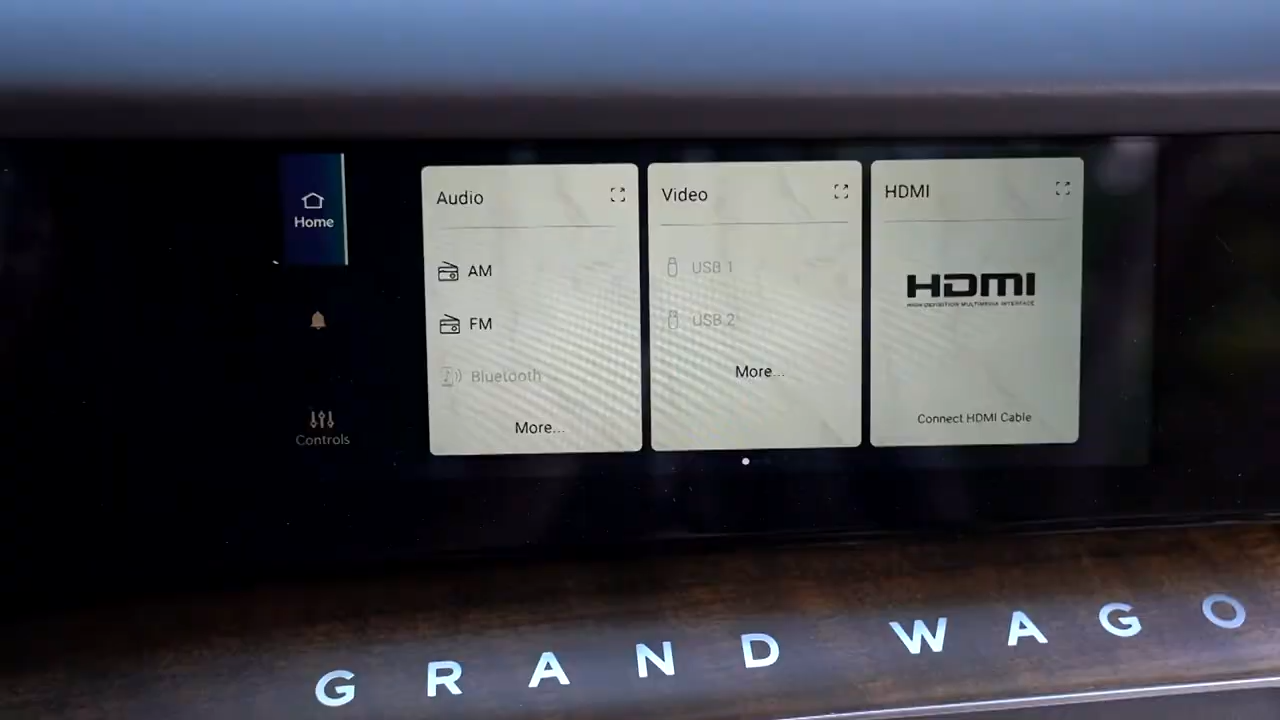 Home
Controls
Audio
AM
FM
Bluetooth
More...
Video
USB 1
USB 2
More...
HDMI
HDMI
HIGH-DEFINITION MULTIMEDIA INTERFACE
Connect HDMI Cable
GRAND WAGO